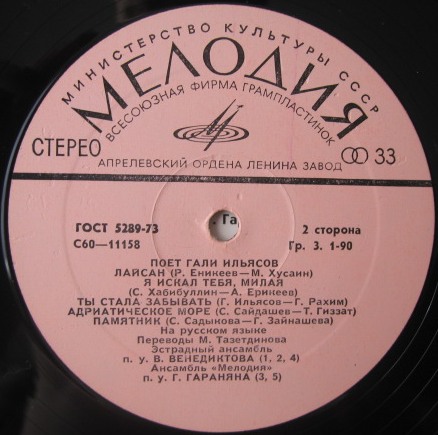 МИНИСТЕРСТВО КУЛЬТУРЫ СССР
МЕЛОДИЯ
ВСЕСОЮЗНАЯ ФИРМА ГРАМПЛАСТИНОК
СТЕРЕО
33
АПРЕЛЕВСКИЙ ОРДЕНА ЛЕНИНА ЗАВОД
. Га
ГОСТ 5289-73
2 сторона
С60—11158
Гр. 3. 1-90
ПОЕТ ГАЛИ ИЛЬЯСОВ
ЛАЙСАН (Р. Еникеев—М. Хусаин)
Я ИСКАЛ ТЕБЯ, МИЛАЯ
(С. Хабибуллин—А. Ерикеев)
ТЫ СТАЛА ЗАБЫВАТЬ (Г. Ильясов—Г. Рахим)
АДРИАТИЧЕСКОЕ МОРЕ (С. Сайдашев—Т. Гиззат)
ПАМЯТНИК (С. Садыкова—Г. Зайнашева)
На русском языке
Переводы М. Тазетдинова
Эстрадный ансамбль
п. у. В. ВЕНЕДИКТОВА (1, 2, 4)
Ансамбль «Мелодия»
п. у. Г. ГАРАНЯНА (3, 5)